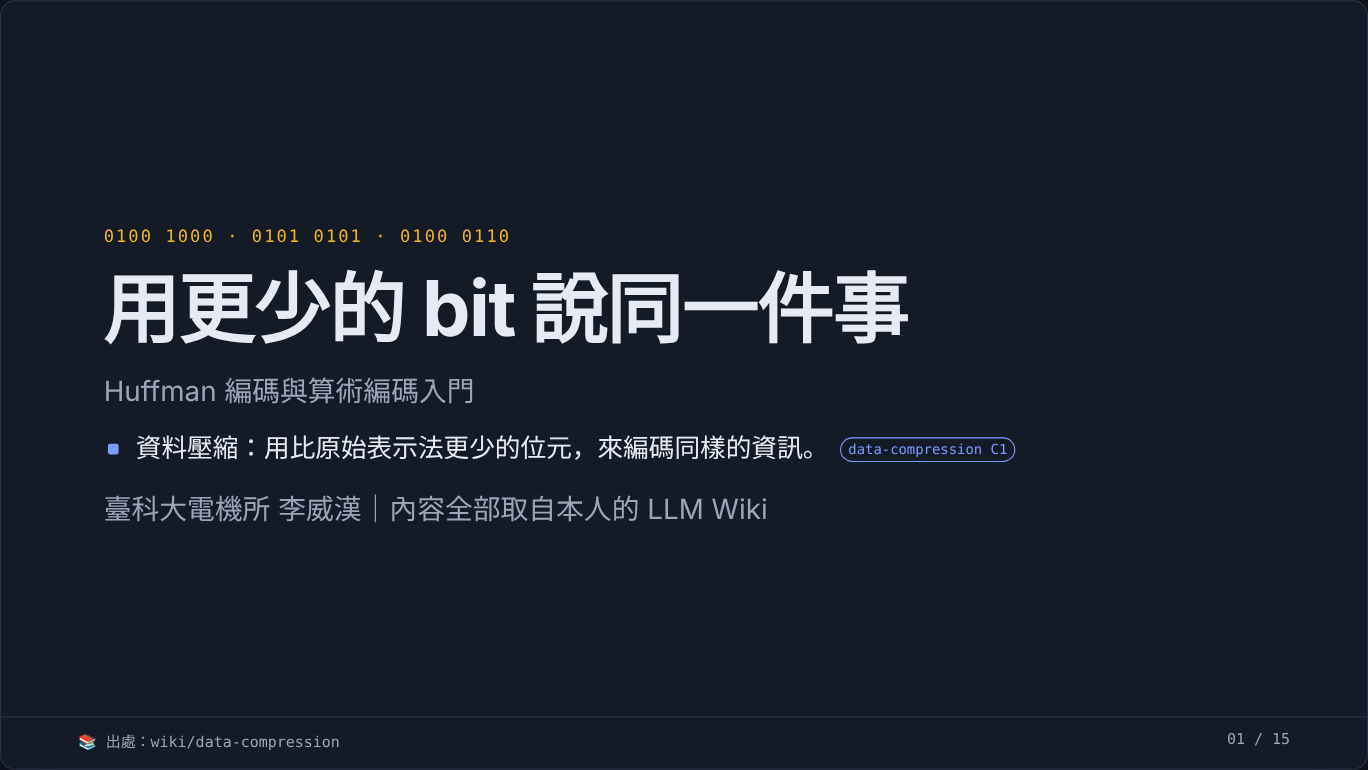 0100 1000 · 0101 0101 · 0100 0110
用更少的 bit 說同一件事
Huffman 編碼與算術編碼入門
資料壓縮：用比原始表示法更少的位元，來編碼同樣的資訊。 data-compression C1
臺科大電機所 李威漢｜內容全部取自本人的 LLM Wiki
📚 出處：wiki/data-compression
01 / 15